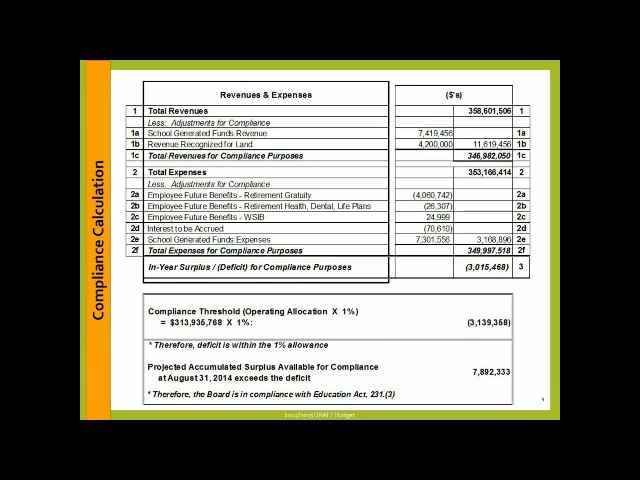 Compliance Calculation
Revenues & Expenses ($'s)
1 Total Revenues 358,601,506 1
Less: Adjustments for Compliance
1a School Generated Funds Revenue 7,419,456 1a
1b Revenue Recognized for Land 4,200,000 11,619,456 1b
1c Total Revenues for Compliance Purposes 346,982,050 1c
2 Total Expenses 353,166,414 2
Less. Adjustments for Compliance
2a Employee Future Benefits - Retirement Gratuity (4,060,742) 2a
2b Employee Future Benefits - Retirement Health, Dental, Life Plans (26,307) 2b
2c Employee Future Benefits - WSIB 24,999 2c
2d Interest to be Accrued (70,610) 2d
2e School Generated Funds Expenses 7,301,556 3,168,896 2e
2f Total Expenses for Compliance Purposes 349,997,518 2f
In-Year Surplus / (Deficit) for Compliance Purposes (3,015,468) 3
Compliance Threshold (Operating Allocation X 1%)
= $313,935,768 X 1%: (3,139,358)
* Therefore, deficit is within the 1% allowance
Projected Accumulated Surplus Available for Compliance
at August 31, 2014 exceeds the deficit 7,892,333
* Therefore, the Board is in compliance with Education Act, 231.(3)
2014/2015 DRAFT Budget